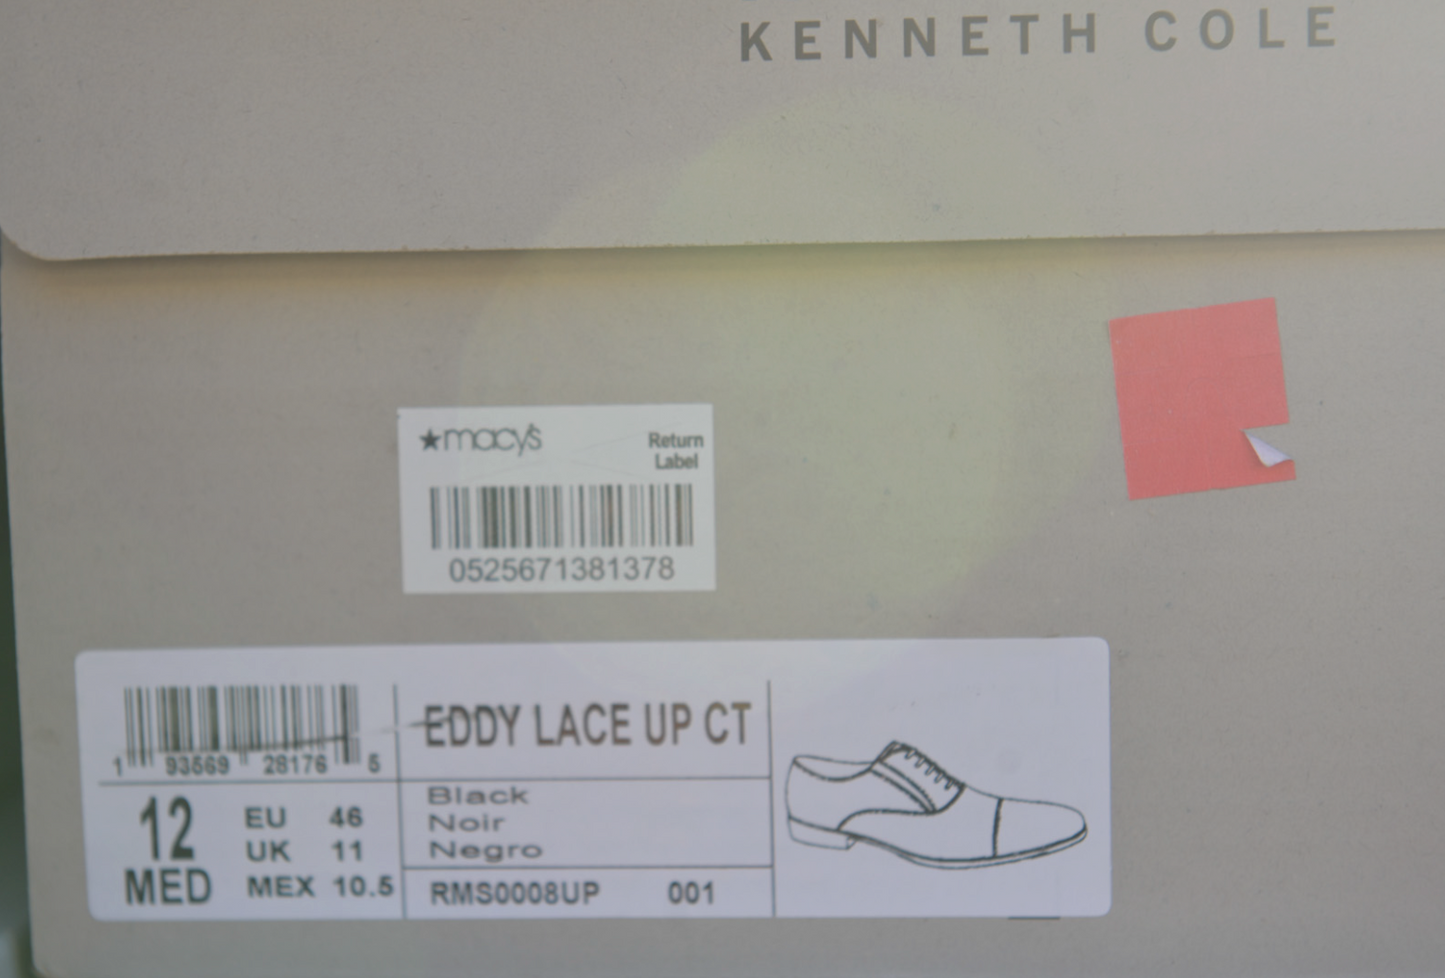 KENNETH COLE
★macy's
Return
Label
0525671381378
1 93569 28176 5
EDDY LACE UP CT
12
MED
EU 46
UK 11
MEX 10.5
Black
Noir
Negro
RMS0008UP 001